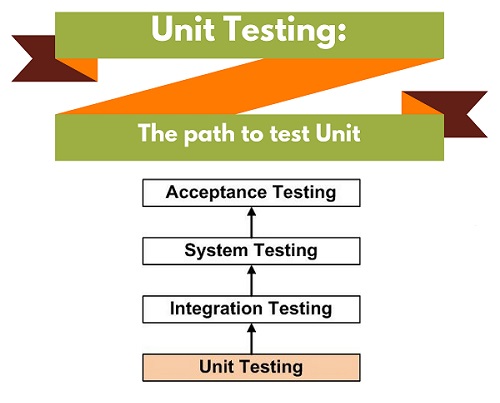 Unit Testing:
The path to test Unit
Acceptance Testing
System Testing
Integration Testing
Unit Testing